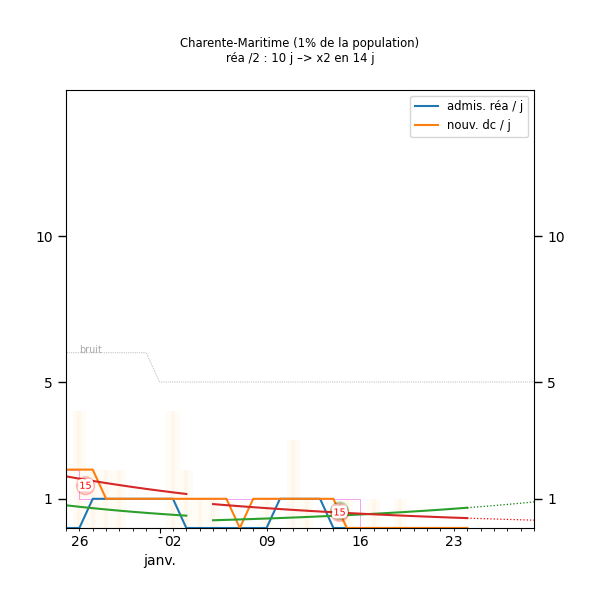 Charente-Maritime (1% de la population)
réa /2 : 10 j –> x2 en 14 j
admis. réa / j
nouv. dc / j
10
10
bruit
5
5
15
15
1
1
26
02
09
16
23
janv.